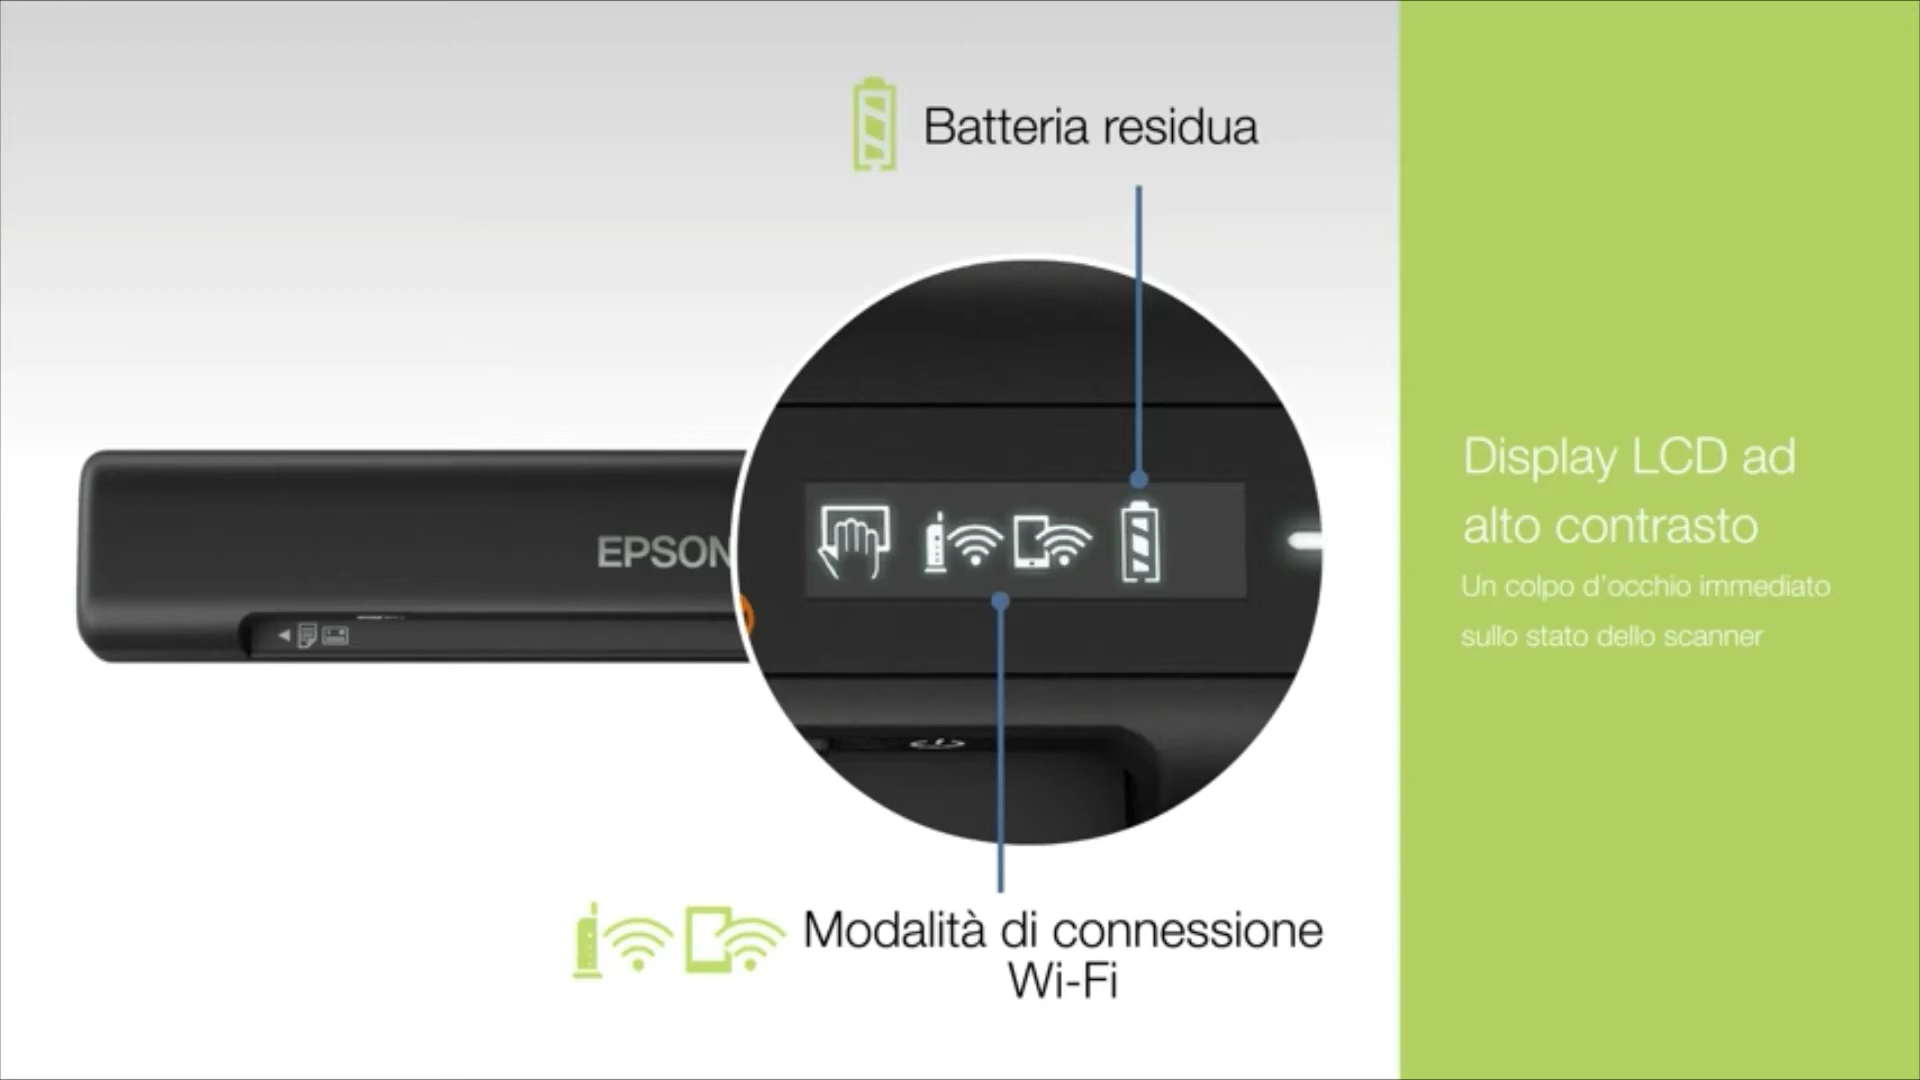 Batteria residua
EPSON
Modalità di connessione
Wi-Fi
Display LCD ad
alto contrasto
Un colpo d'occhio immediato
sullo stato dello scanner